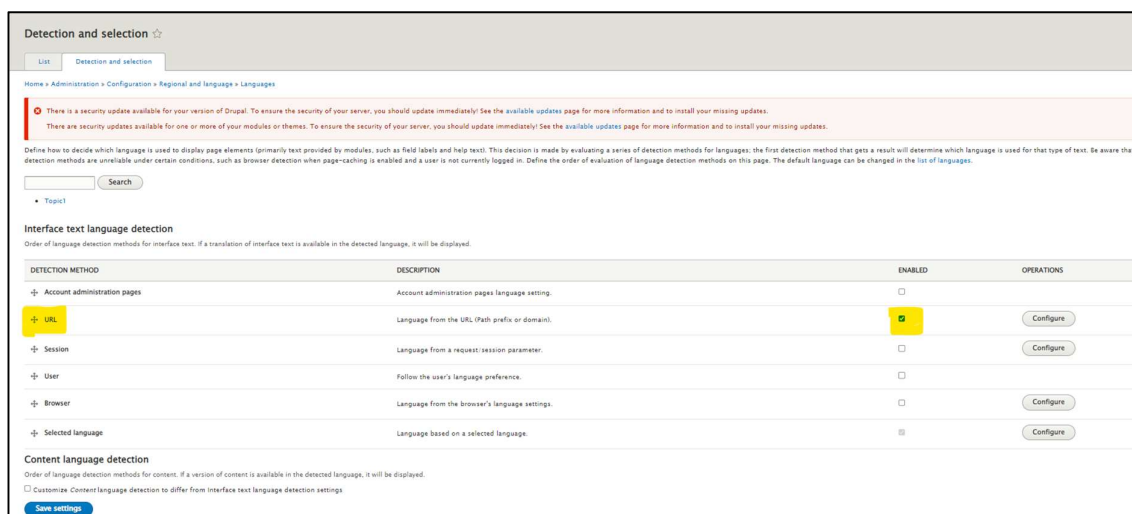 Detection and selection
List Detection and selection
Home » Administration » Configuration » Regional and language » Languages
There is a security update available for your version of Drupal. To ensure the security of your server, you should update immediately! See the available updates page for more information and to install your missing updates.
There are security updates available for one or more of your modules or themes. To ensure the security of your server, you should update immediately! See the available updates page for more information and to install your missing updates.
Define how to decide which language is used to display page elements (primarily text provided by modules, such as field labels and help text). This decision is made by evaluating a series of detection methods for languages; the first detection method that gets a result will determine which language is used for that type of text. Be aware that
detection methods are unreliable under certain conditions, such as browser detection when page-caching is enabled and a user is not currently logged in. Define the order of evaluation of language detection methods on this page. The default language can be changed in the list of languages.
Search
Topic1
Interface text language detection
Order of language detection methods for interface text. If a translation of interface text is available in the detected language, it will be displayed.
DETECTION METHOD DESCRIPTION ENABLED OPERATIONS
Account administration pages Account administration pages language setting.
URL Language from the URL (Path prefix or domain). Configure
Session Language from a request/session parameter. Configure
User Follow the user's language preference.
Browser Language from the browser's language settings. Configure
Selected language Language based on a selected language. Configure
Content language detection
Order of language detection methods for content. If a version of content is available in the detected language, it will be displayed.
Customize Content language detection to differ from Interface text language detection settings
Save settings